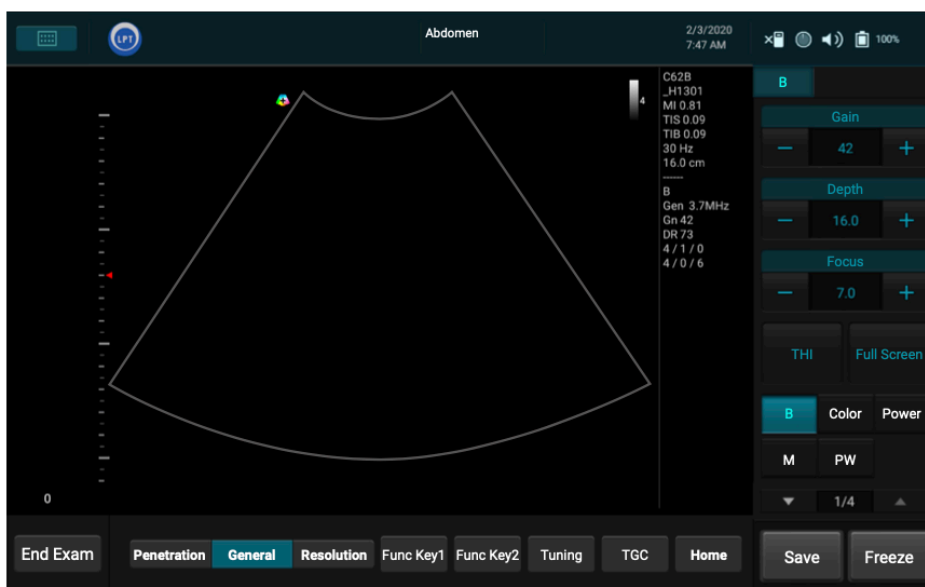 LPT
Abdomen
2/3/2020
7:47 AM
100%
4
C62B
_H1301
MI 0.81
TIS 0.09
TIB 0.09
30 Hz
16.0 cm
------
B
Gen 3.7MHz
Gn 42
DR 73
4 / 1 / 0
4 / 0 / 6
0
B
Gain
− 42 +
Depth
− 16.0 +
Focus
− 7.0 +
THI Full Screen
B Color Power
M PW
1/4
End Exam Penetration General Resolution Func Key1 Func Key2 Tuning TGC Home Save Freeze